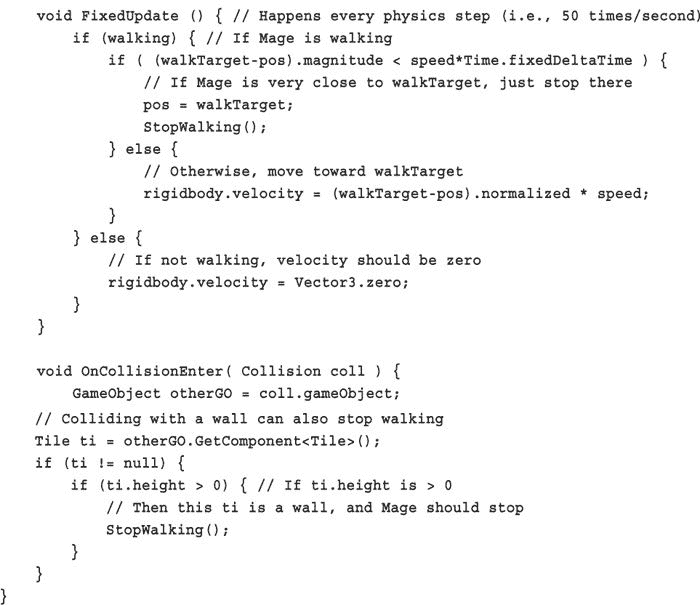 void FixedUpdate () { // Happens every physics step (i.e., 50 times/second)
if (walking) { // If Mage is walking
if ( (walkTarget-pos).magnitude < speed*Time.fixedDeltaTime ) {
// If Mage is very close to walkTarget, just stop there
pos = walkTarget;
StopWalking();
} else {
// Otherwise, move toward walkTarget
rigidbody.velocity = (walkTarget-pos).normalized * speed;
}
} else {
// If not walking, velocity should be zero
rigidbody.velocity = Vector3.zero;
}
}
void OnCollisionEnter( Collision coll ) {
GameObject otherGO = coll.gameObject;
// Colliding with a wall can also stop walking
Tile ti = otherGO.GetComponent<Tile>();
if (ti != null) {
if (ti.height > 0) { // If ti.height is > 0
// Then this ti is a wall, and Mage should stop
StopWalking();
}
}
}